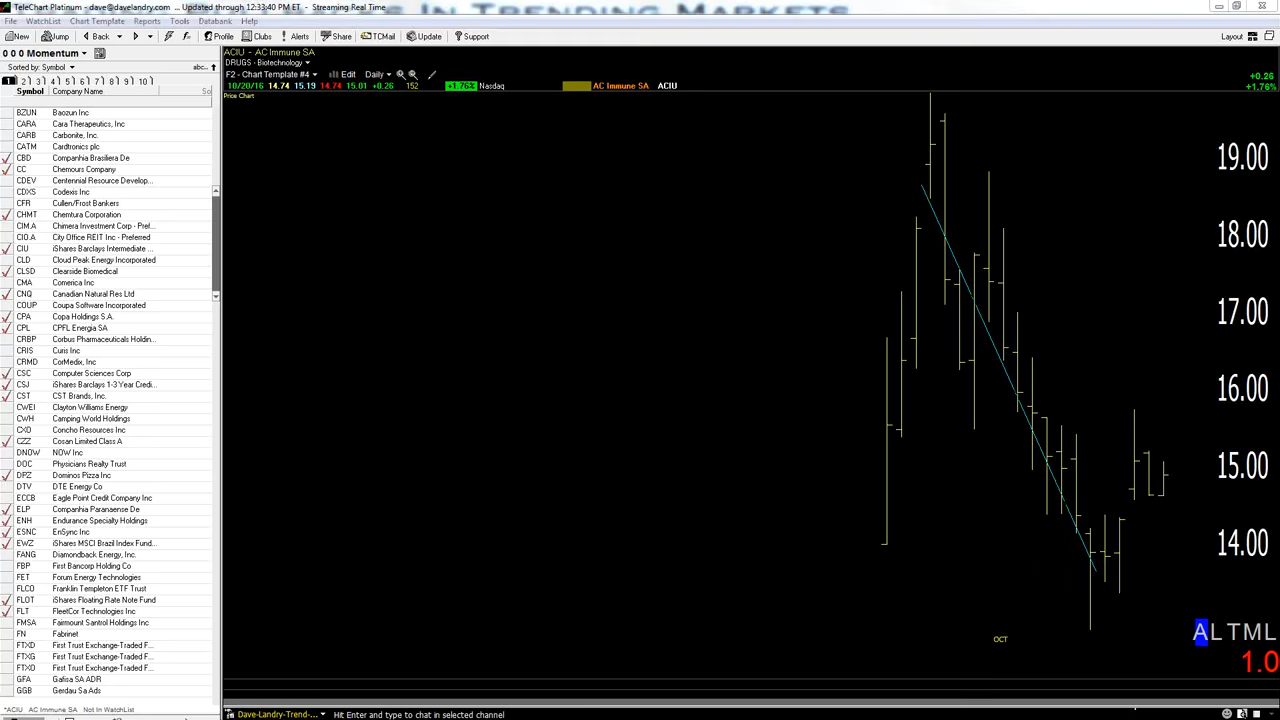 TeleChart Platinum - dave@davelandry.com ... Updated through 12:33:40 PM ET - Streaming Real Time
File WatchList Chart Template Reports Tools Databank Help
New Jump Back Profile Clubs Alerts Share TCMail Update Support Layout
0 0 0 Momentum
Sorted by: Symbol abc..
1 2 3 4 5 6 7 8 9 10
Symbol Company Name So
BZUN Baozun Inc
CARA Cara Therapeutics, Inc
CARB Carbonite, Inc.
CATM Cardtronics plc
CBD Companhia Brasiliera De
CC Chemours Company
CDEV Centennial Resource Develop...
CDXS Codexis Inc
CFR Cullen/Frost Bankers
CHMT Chemtura Corporation
CIM.A Chimera Investment Corp - Pref...
CIO.A City Office REIT Inc - Preferred
CIU iShares Barclays Intermediate ...
CLD Cloud Peak Energy Incorporated
CLSD Clearside Biomedical
CMA Comerica Inc
CNQ Canadian Natural Res Ltd
COUP Coupa Software Incorporated
CPA Copa Holdings S.A.
CPL CPFL Energia SA
CRBP Corbus Pharmaceuticals Holdin...
CRIS Curis Inc
CRMD CorMedix, Inc
CSC Computer Sciences Corp
CSJ iShares Barclays 1-3 Year Credi...
CST CST Brands, Inc.
CWEI Clayton Williams Energy
CWH Camping World Holdings
CXO Concho Resources Inc
CZZ Cosan Limited Class A
DNOW NOW Inc
DOC Physicians Realty Trust
DPZ Dominos Pizza Inc
DTV DTE Energy Co
ECCB Eagle Point Credit Company Inc
ELP Companhia Paranaense De
ENH Endurance Specialty Holdings
ESNC EnSync Inc
EWZ iShares MSCI Brazil Index Fund...
FANG Diamondback Energy, Inc.
FBP First Bancorp Holding Co
FET Forum Energy Technologies
FLCO Franklin Templeton ETF Trust
FLOT iShares Floating Rate Note Fund
FLT FleetCor Technologies Inc
FMSA Fairmount Santrol Holdings Inc
FN Fabrinet
FTXD First Trust Exchange-Traded F...
FTXG First Trust Exchange-Traded F...
FTXO First Trust Exchange-Traded F...
GFA Gafisa SA ADR
GGB Gerdau Sa Ads
*ACIU AC Immune SA Not In WatchList
ACIU - AC Immune SA
DRUGS - Biotechnology
F2 - Chart Template #4 Edit Daily
10/20/16 14.74 15.19 14.74 15.01 +0.26 152 +1.76% Nasdaq AC Immune SA ACIU
+0.26
+1.76%
Price Chart
19.00
18.00
17.00
16.00
15.00
14.00
OCT
ALTML
1.0
Dave-Landry-Trend-... Hit Enter and type to chat in selected channel